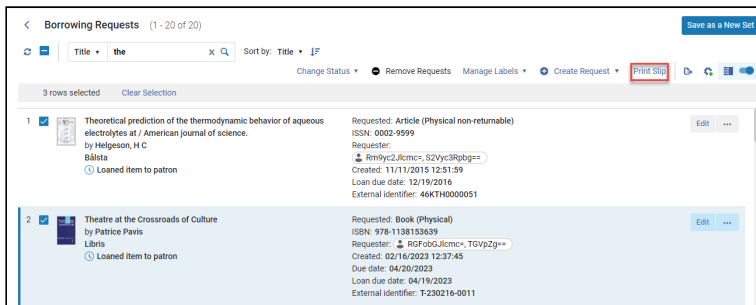 Borrowing Requests (1 - 20 of 20)
Save as a New Set
Title the
Sort by: Title
Change Status Remove Requests Manage Labels Create Request Print Slip
3 rows selected Clear Selection
1
Theoretical prediction of the thermodynamic behavior of aqueous
electrolytes at / American journal of science.
by Helgeson, H C
Bålsta
Loaned item to patron
Requested: Article (Physical non-returnable)
ISSN: 0002-9599
Requester:
Rm9yc2Jlcmc=, S2Vyc3Rpbg==
Created: 11/11/2015 12:51:59
Loan due date: 12/19/2016
External identifier: 46KTH0000051
Edit
2
Theatre at the Crossroads of Culture
by Patrice Pavis
Libris
Loaned item to patron
Requested: Book (Physical)
ISBN: 978-1138153639
Requester: RGFobGJlcmc=, TGVpZg==
Created: 02/16/2023 12:37:45
Due date: 04/20/2023
Loan due date: 04/19/2023
External identifier: T-230216-0011
Edit